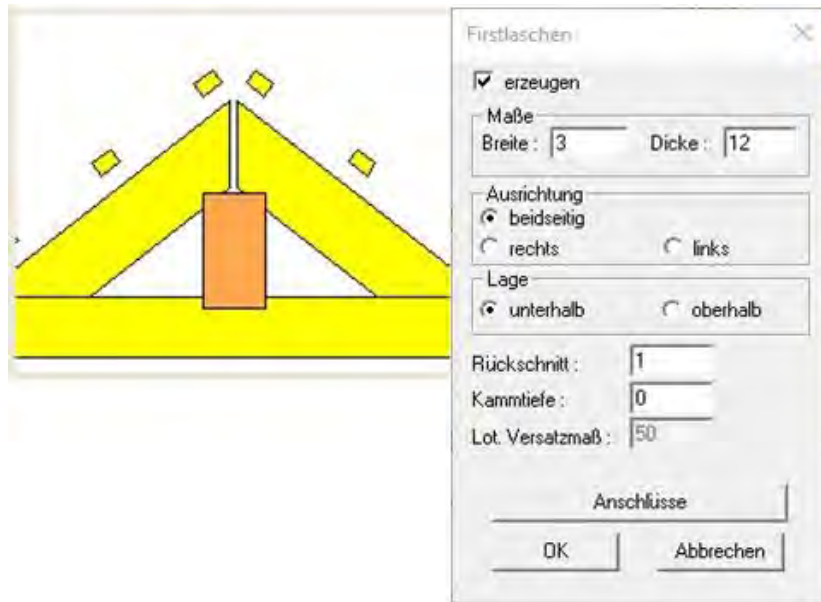 Firstlaschen
erzeugen
Maße
Breite : 3 Dicke : 12
Ausrichtung
beidseitig
rechts links
Lage
unterhalb oberhalb
Rückschnitt : 1
Kammtiefe : 0
Lot. Versatzmaß : 50
Anschlüsse
OK Abbrechen